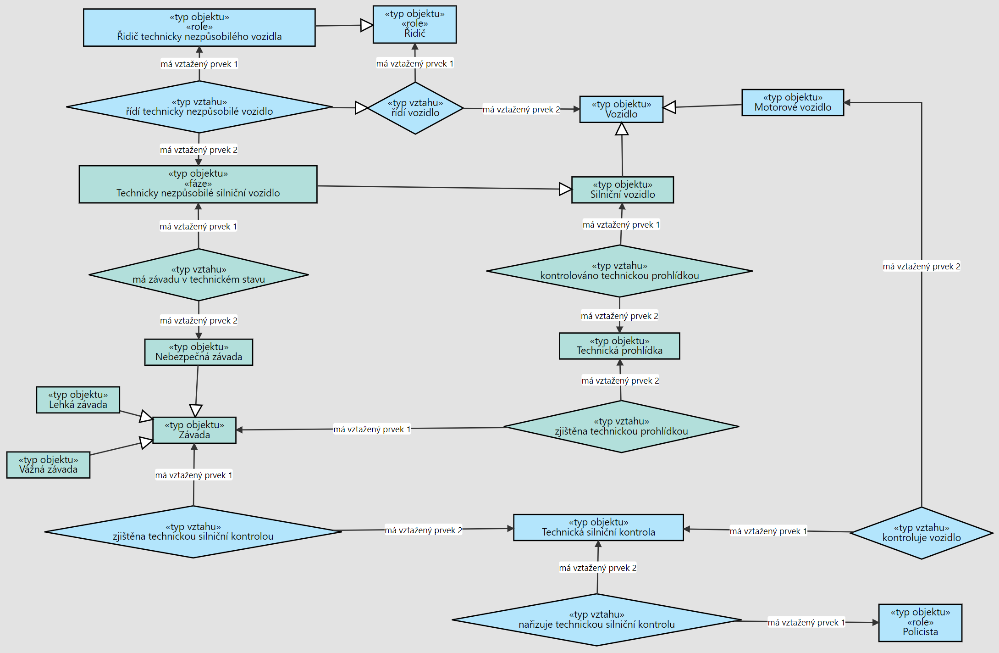 «typ objektu»
«role»
Řidič technicky nezpůsobilého vozidla
«typ objektu»
«role»
Řidič
má vztažený prvek 1
má vztažený prvek 1
«typ vztahu»
řídí technicky nezpůsobilé vozidlo
«typ vztahu»
řídí vozidlo
má vztažený prvek 2
«typ objektu»
Vozidlo
«typ objektu»
Motorové vozidlo
má vztažený prvek 2
«typ objektu»
«fáze»
Technicky nezpůsobilé silniční vozidlo
«typ objektu»
Silniční vozidlo
má vztažený prvek 1
má vztažený prvek 1
«typ vztahu»
má závadu v technickém stavu
«typ vztahu»
kontrolováno technickou prohlídkou
má vztažený prvek 2
má vztažený prvek 2
má vztažený prvek 2
«typ objektu»
Nebezpečná závada
«typ objektu»
Technická prohlídka
má vztažený prvek 2
«typ objektu»
Lehká závada
«typ objektu»
Závada
má vztažený prvek 1
«typ vztahu»
zjištěna technickou prohlídkou
«typ objektu»
Vážná závada
má vztažený prvek 1
«typ vztahu»
zjištěna technickou silniční kontrolou
má vztažený prvek 2
«typ objektu»
Technická silniční kontrola
má vztažený prvek 1
«typ vztahu»
kontroluje vozidlo
má vztažený prvek 2
«typ vztahu»
nařizuje technickou silniční kontrolu
má vztažený prvek 1
«typ objektu»
«role»
Policista